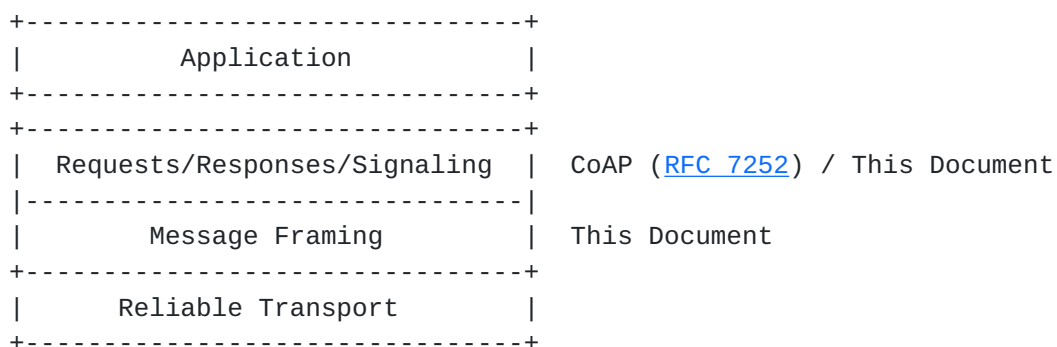 +--------------------------------+
|          Application           |
+--------------------------------+
+--------------------------------+
|  Requests/Responses/Signaling  |  CoAP (RFC 7252) / This Document
|--------------------------------|
|        Message Framing         |  This Document
+--------------------------------+
|      Reliable Transport        |
+--------------------------------+